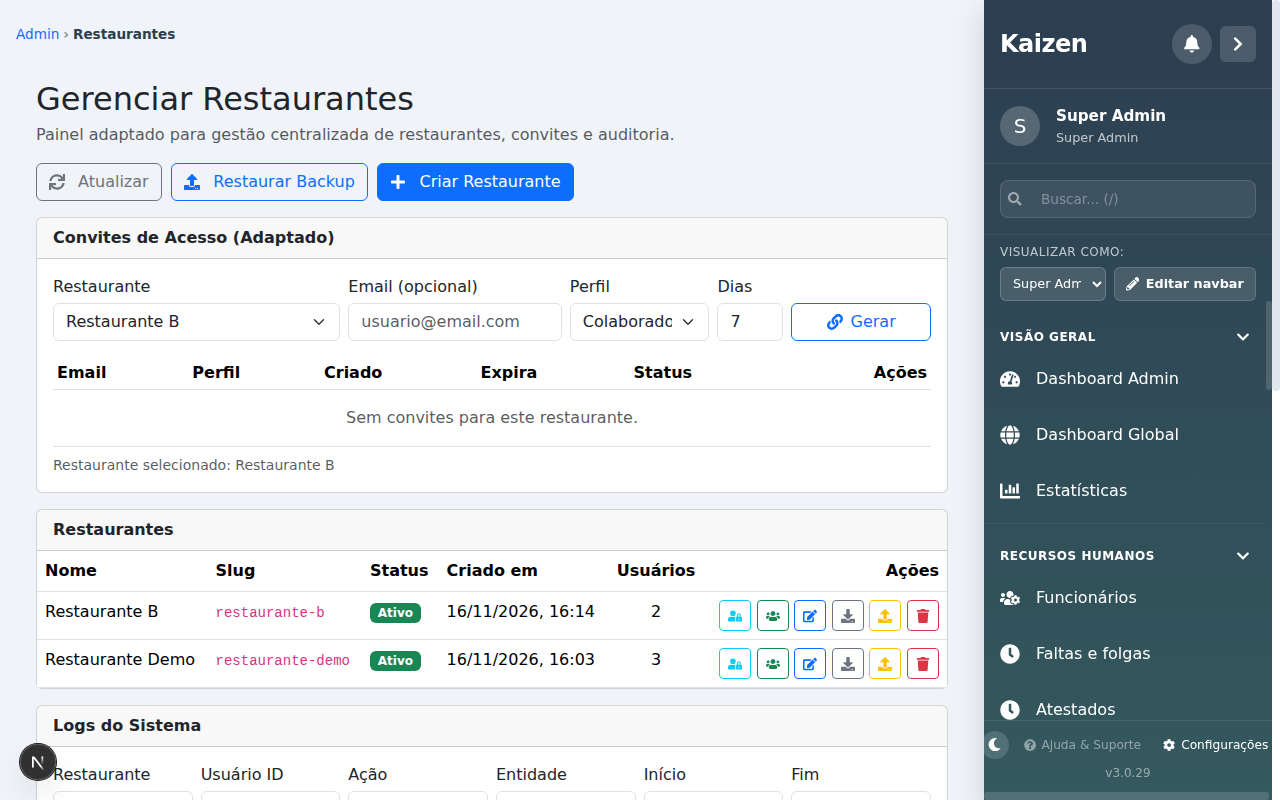 Admin › Restaurantes
Gerenciar Restaurantes
Painel adaptado para gestão centralizada de restaurantes, convites e auditoria.
Atualizar Restaurar Backup Criar Restaurante
Convites de Acesso (Adaptado)
Restaurante Email (opcional) Perfil Dias
Restaurante B usuario@email.com Colaborado 7 Gerar
Email Perfil Criado Expira Status Ações
Sem convites para este restaurante.
Restaurante selecionado: Restaurante B
Restaurantes
Nome Slug Status Criado em Usuários Ações
Restaurante B restaurante-b Ativo 16/11/2026, 16:14 2
Restaurante Demo restaurante-demo Ativo 16/11/2026, 16:03 3
Logs do Sistema
Restaurante Usuário ID Ação Entidade Início Fim
N
Kaizen
S
Super Admin
Super Admin
Buscar... (/)
VISUALIZAR COMO:
Super Adm Editar navbar
VISÃO GERAL
Dashboard Admin
Dashboard Global
Estatísticas
RECURSOS HUMANOS
Funcionários
Faltas e folgas
Atestados
Ajuda & Suporte Configurações
v3.0.29